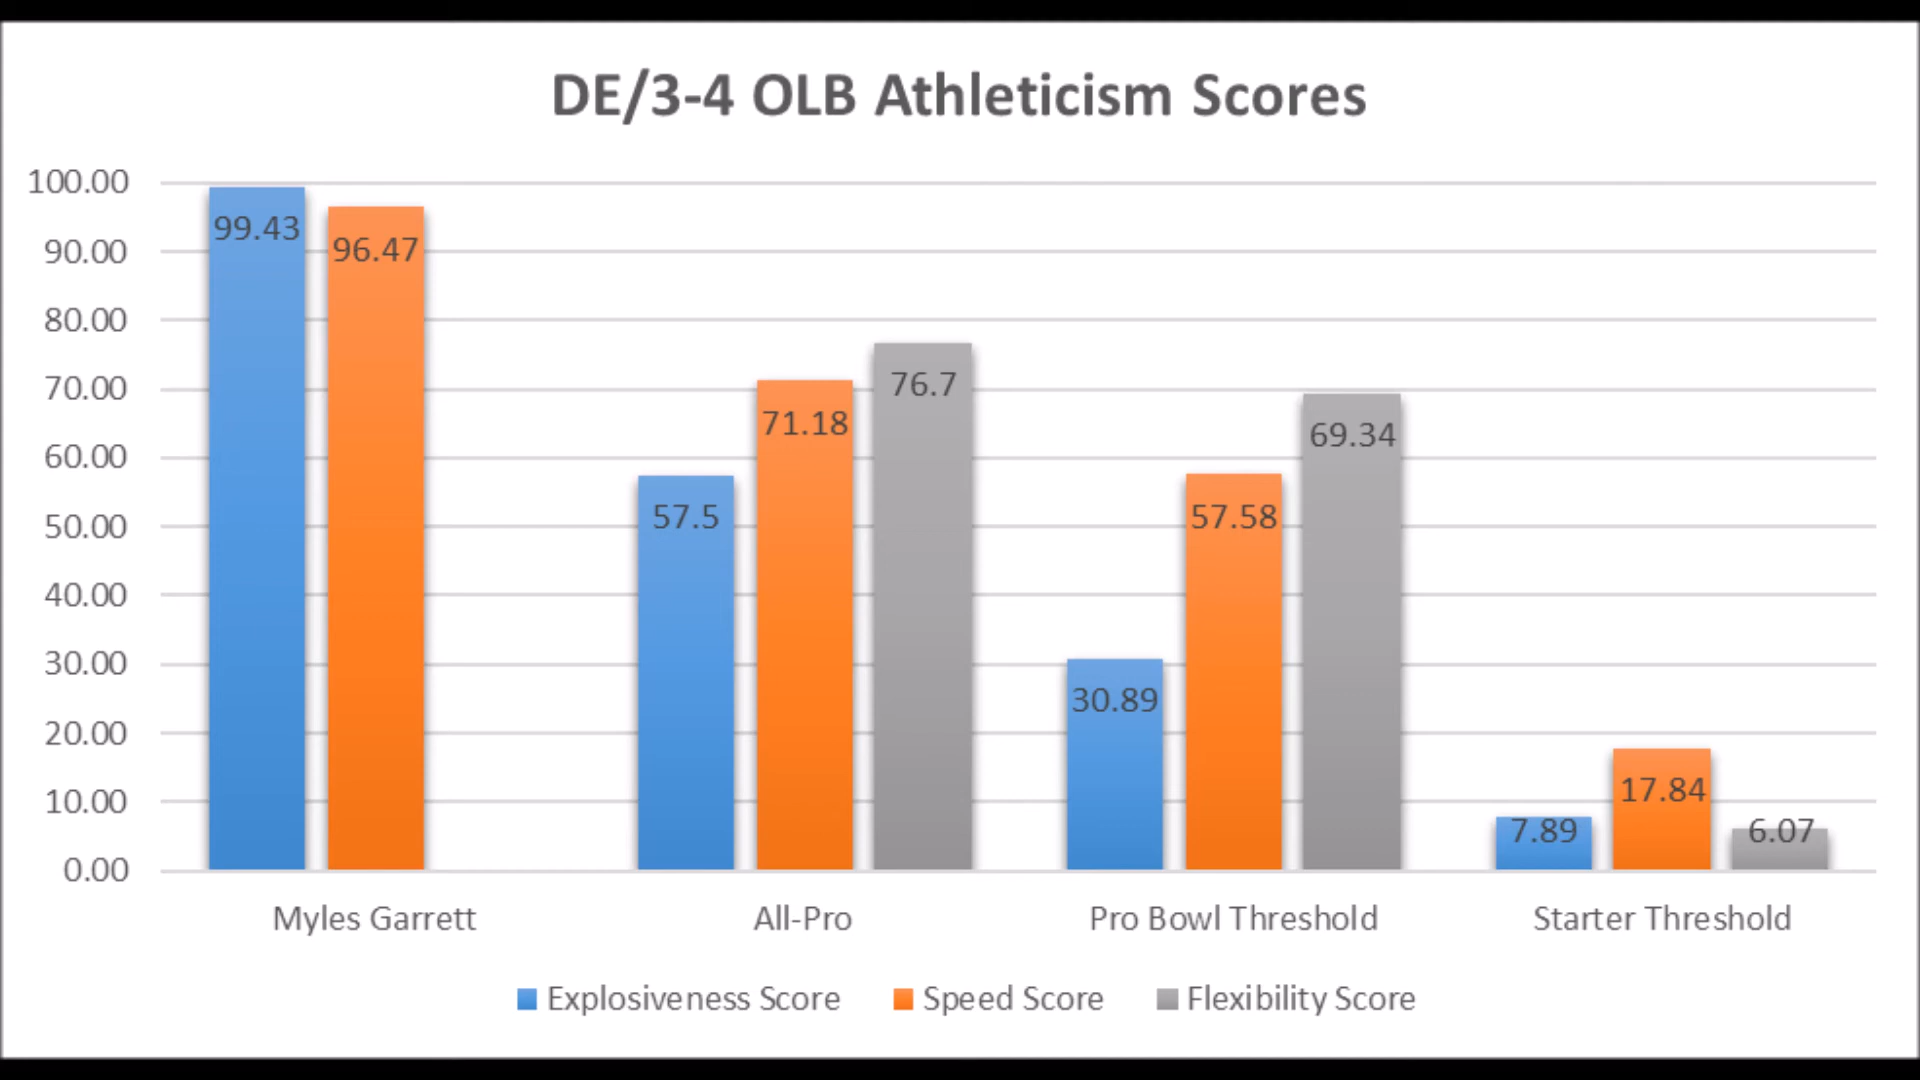 DE/3-4 OLB Athleticism Scores
100.00
90.00
80.00
70.00
60.00
50.00
40.00
30.00
20.00
10.00
0.00
99.43
96.47
57.5
71.18
76.7
30.89
57.58
69.34
7.89
17.84
6.07
Myles Garrett
All-Pro
Pro Bowl Threshold
Starter Threshold
Explosiveness Score
Speed Score
Flexibility Score